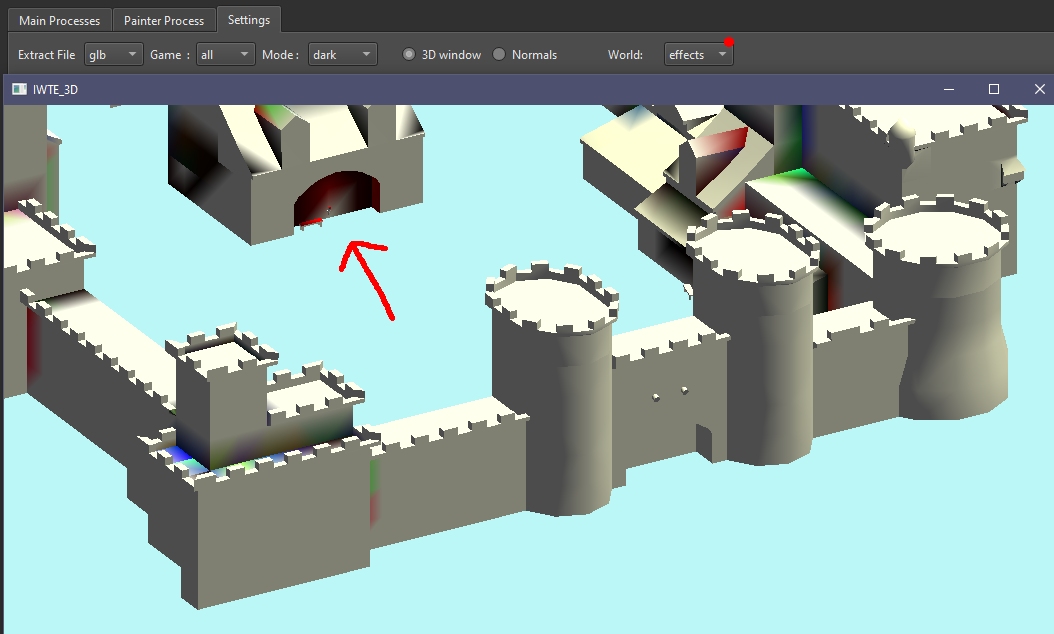 Main Processes Painter Process Settings
Extract File glb Game : all Mode : dark 3D window Normals World: effects
IWTE_3D